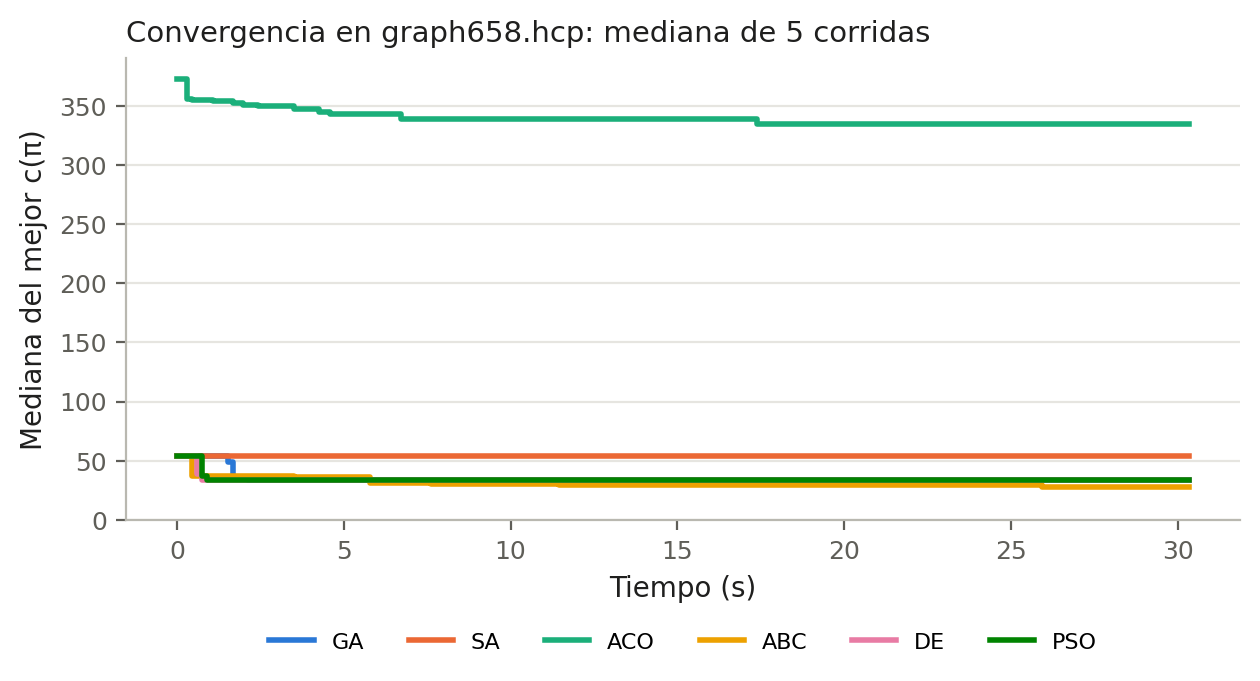 Convergencia en graph658.hcp: mediana de 5 corridas
Mediana del mejor c(π)
350
300
250
200
150
100
50
0
0 5 10 15 20 25 30
Tiempo (s)
GA SA ACO ABC DE PSO